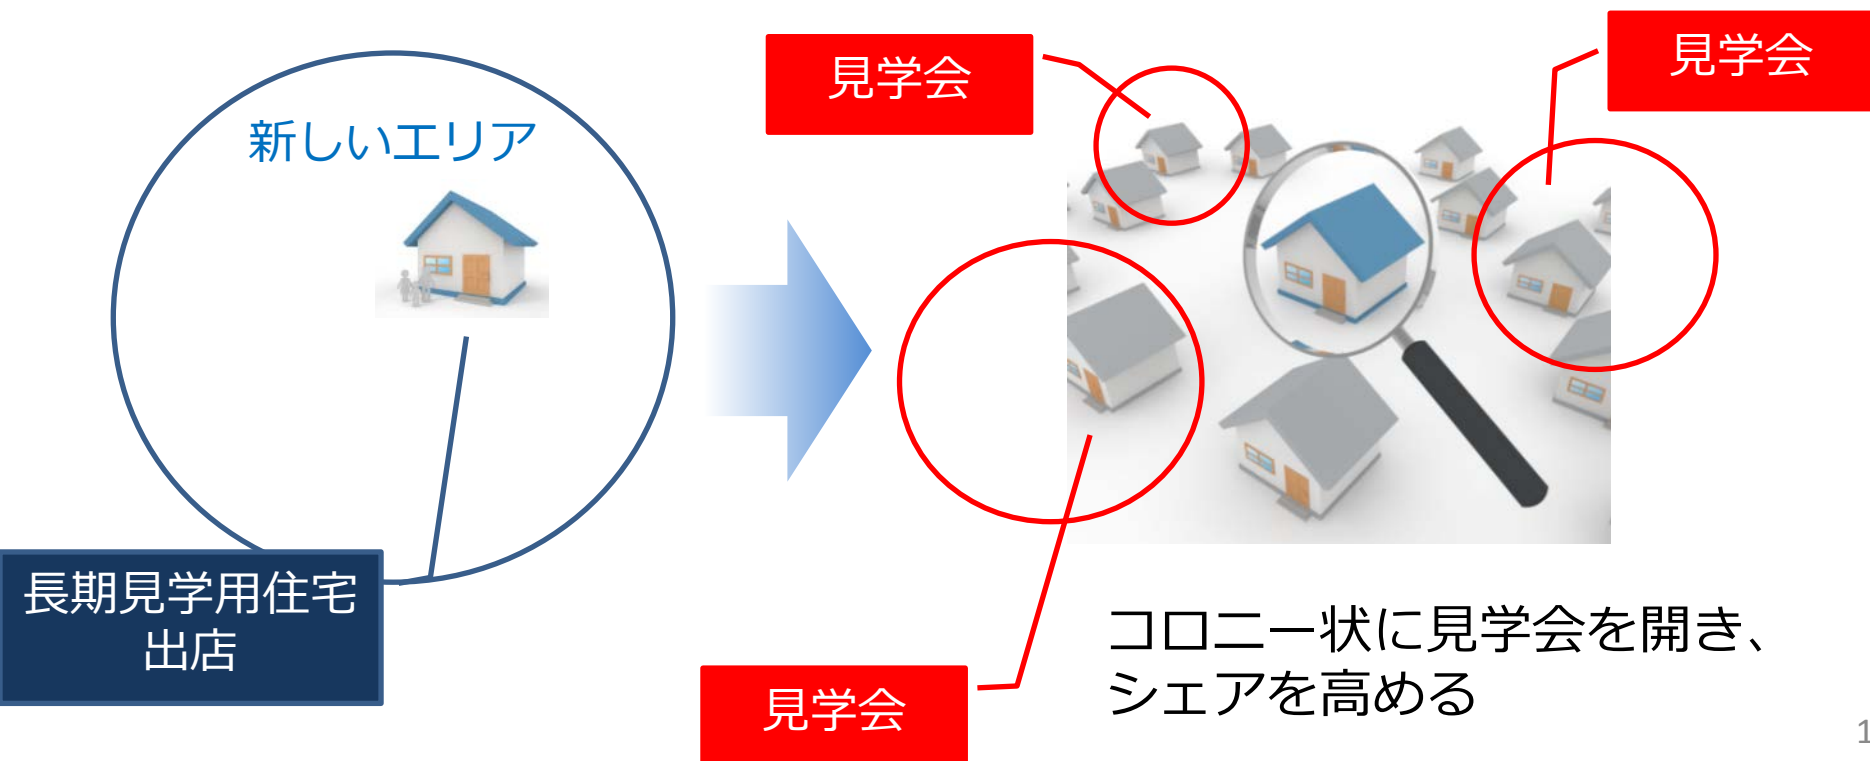 見学会
見学会
新しいエリア
長期見学用住宅
出店
コロニー状に見学会を開き、
シェアを高める
見学会
1